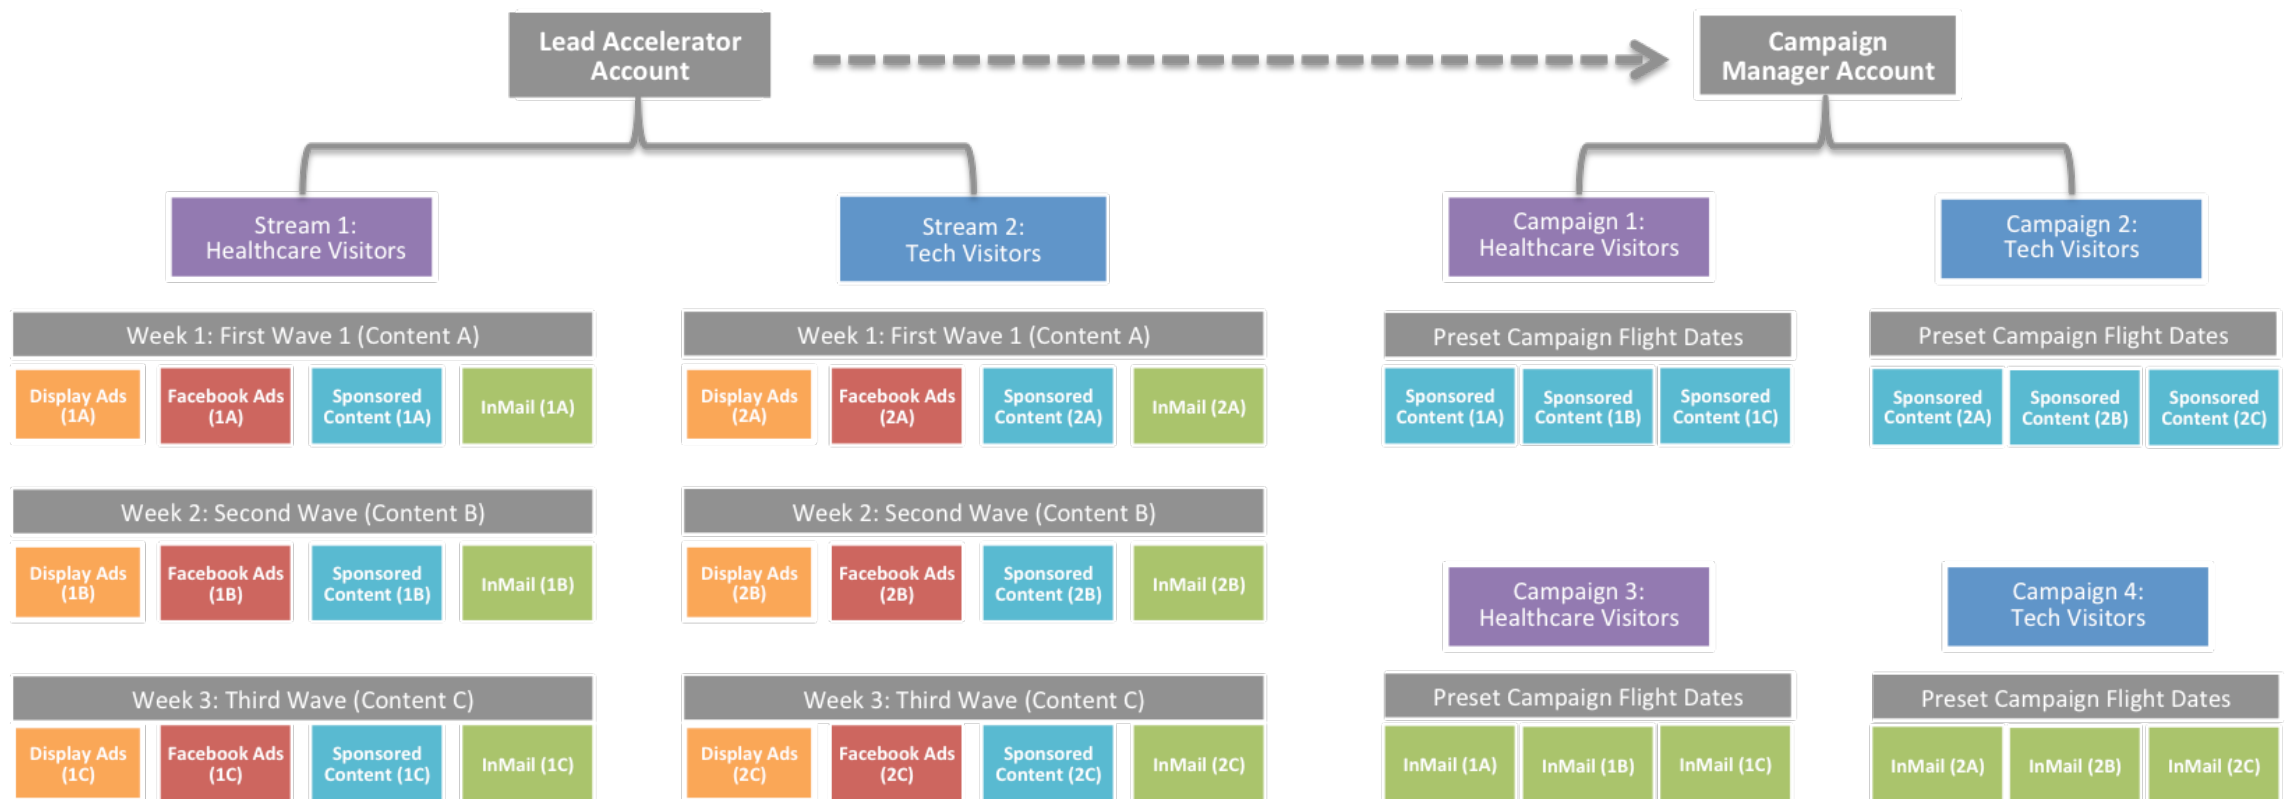 Lead Accelerator
Account
Campaign
Manager Account
Stream 1:
Healthcare Visitors
Stream 2:
Tech Visitors
Campaign 1:
Healthcare Visitors
Campaign 2:
Tech Visitors
Week 1: First Wave 1 (Content A)
Display Ads
(1A)
Facebook Ads
(1A)
Sponsored
Content (1A)
InMail (1A)
Week 1: First Wave 1 (Content A)
Display Ads
(2A)
Facebook Ads
(2A)
Sponsored
Content (2A)
InMail (2A)
Preset Campaign Flight Dates
Sponsored
Content (1A)
Sponsored
Content (1B)
Sponsored
Content (1C)
Preset Campaign Flight Dates
Sponsored
Content (2A)
Sponsored
Content (2B)
Sponsored
Content (2C)
Week 2: Second Wave (Content B)
Display Ads
(1B)
Facebook Ads
(1B)
Sponsored
Content (1B)
InMail (1B)
Week 2: Second Wave (Content B)
Display Ads
(2B)
Facebook Ads
(2B)
Sponsored
Content (2B)
InMail (2B)
Campaign 3:
Healthcare Visitors
Campaign 4:
Tech Visitors
Week 3: Third Wave (Content C)
Display Ads
(1C)
Facebook Ads
(1C)
Sponsored
Content (1C)
InMail (1C)
Week 3: Third Wave (Content C)
Display Ads
(2C)
Facebook Ads
(2C)
Sponsored
Content (2C)
InMail (2C)
Preset Campaign Flight Dates
InMail (1A)
InMail (1B)
InMail (1C)
Preset Campaign Flight Dates
InMail (2A)
InMail (2B)
InMail (2C)